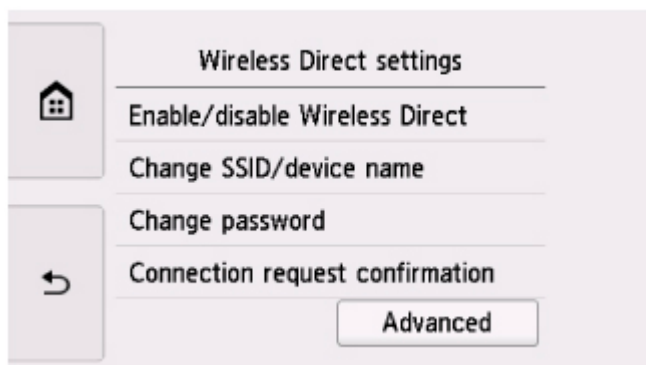 Wireless Direct settings
Enable/disable Wireless Direct
Change SSID/device name
Change password
Connection request confirmation
Advanced